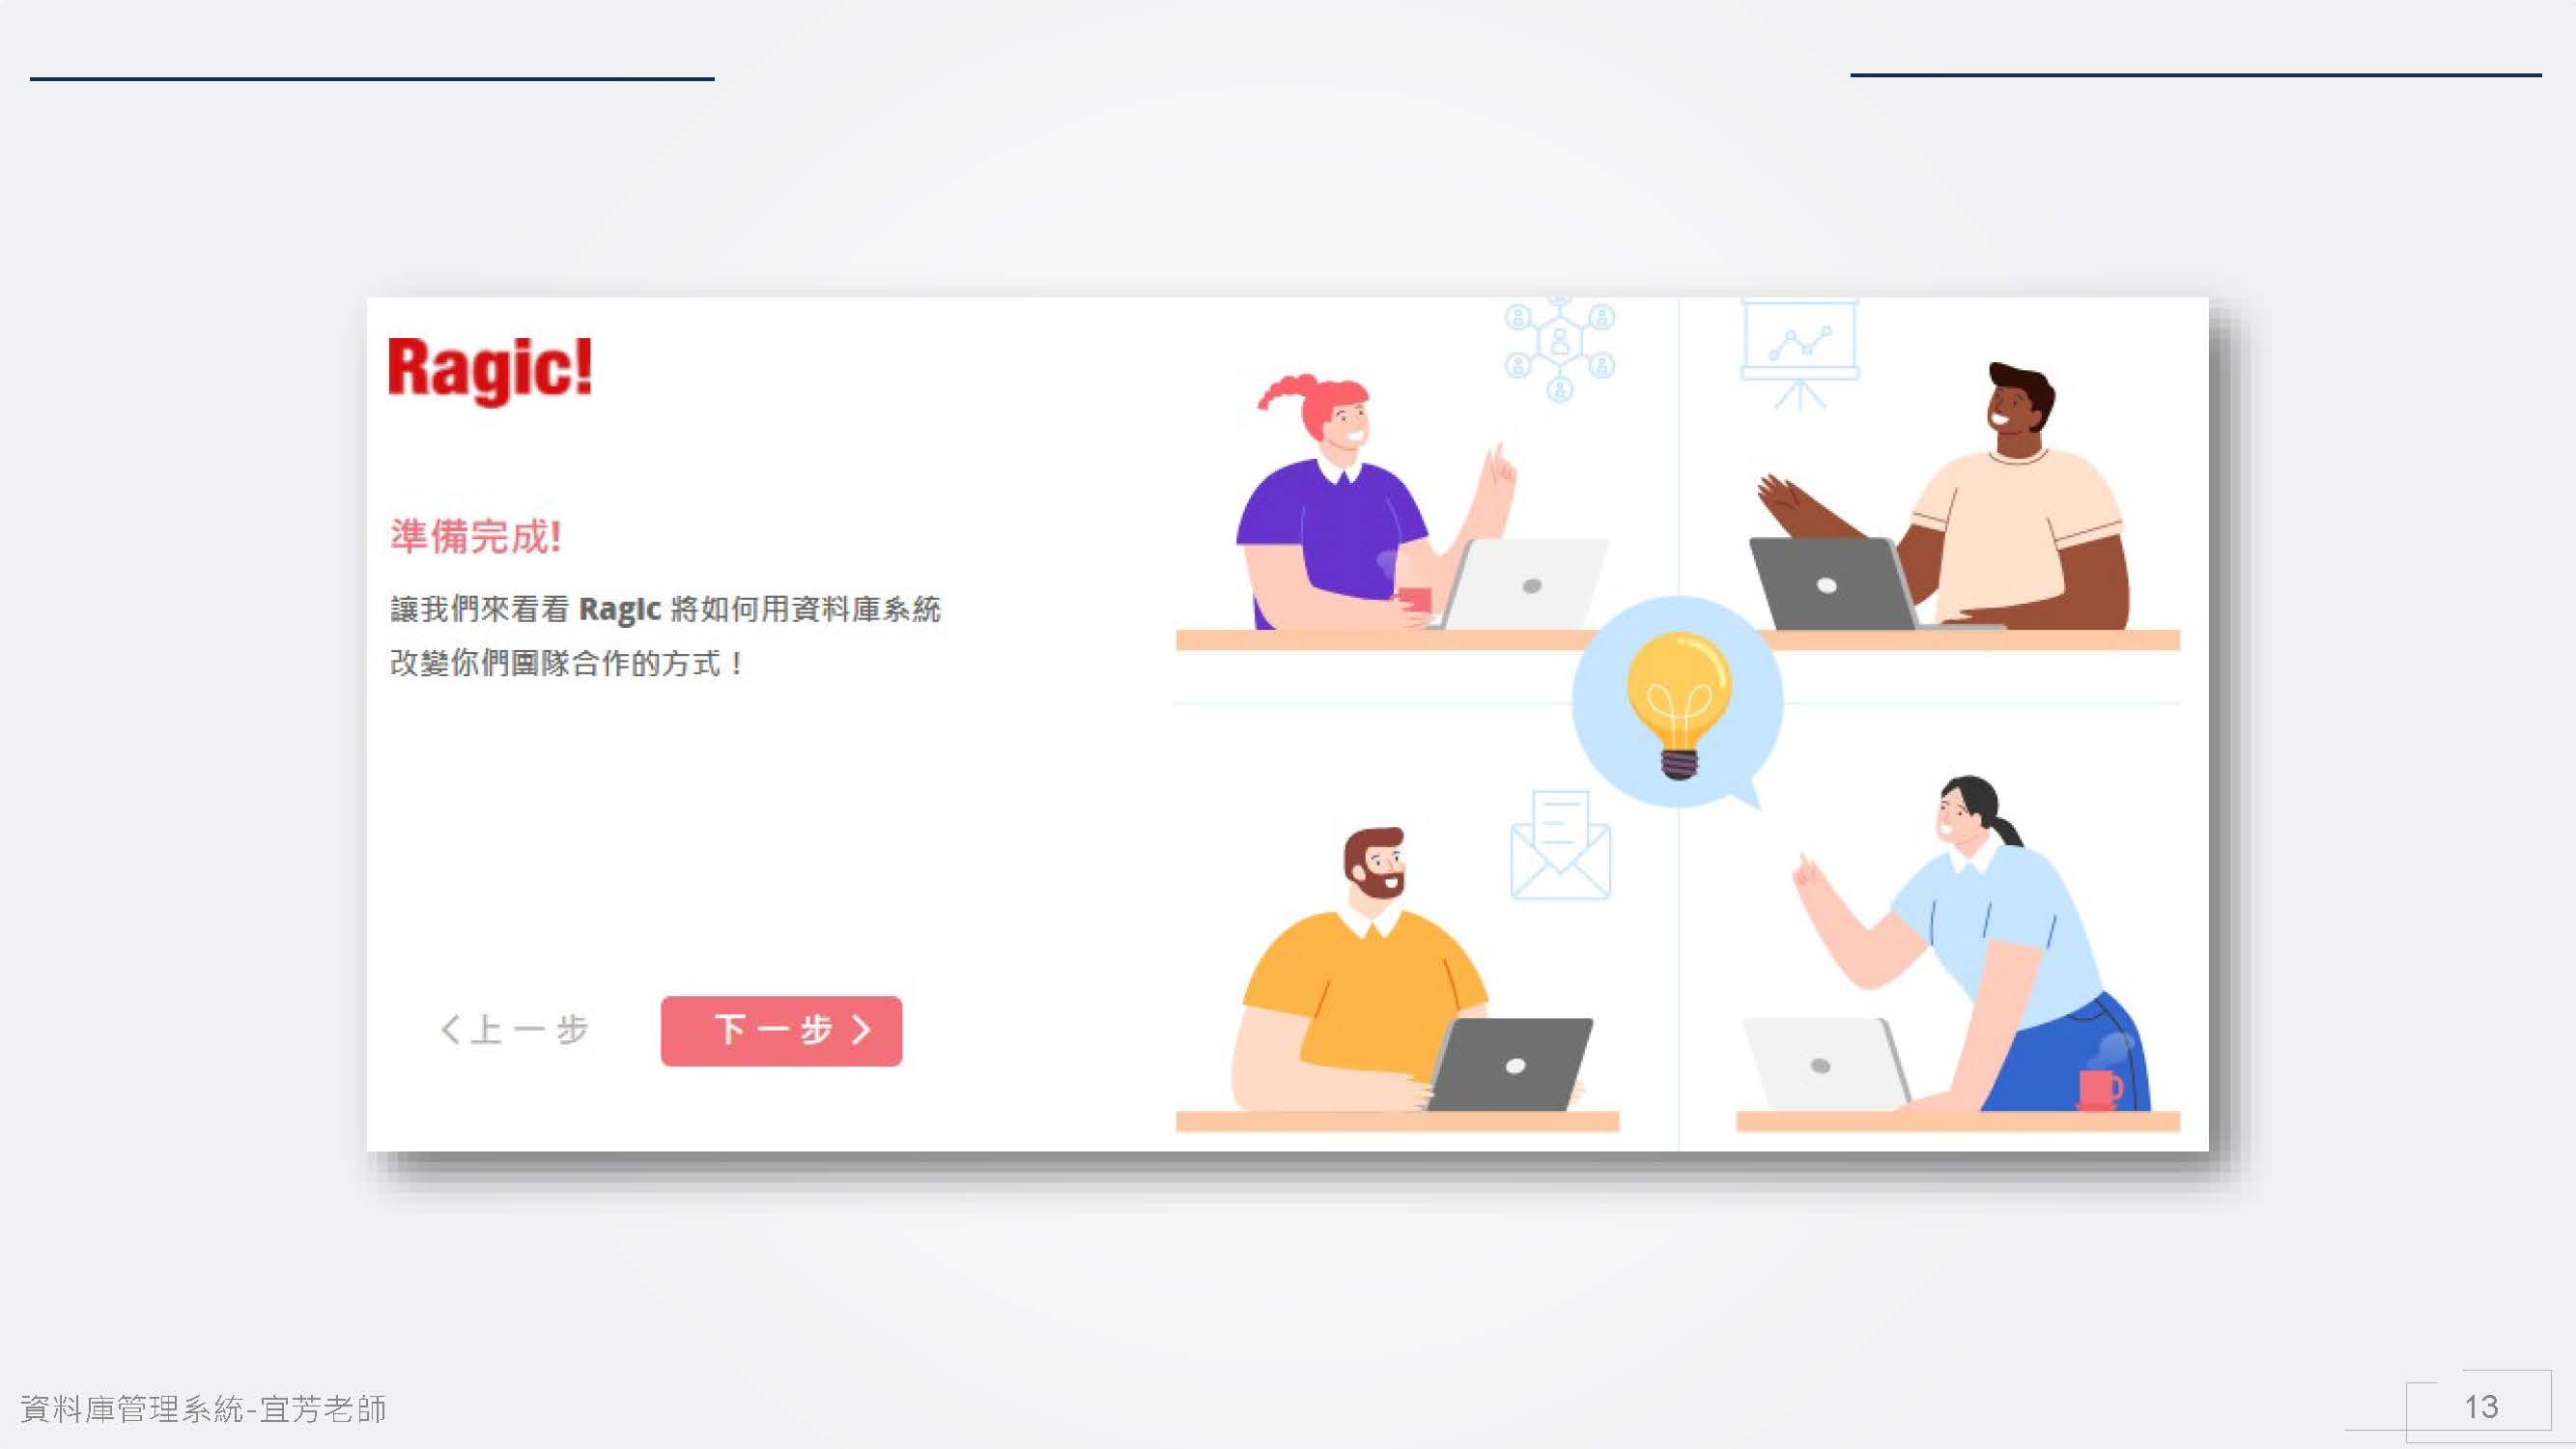 Ragic!
準備完成!
讓我們來看看 Ragic 將如何用資料庫系統
改變你們團隊合作的方式！
上一步
下一步
資料庫管理系統-宜芳老師
13